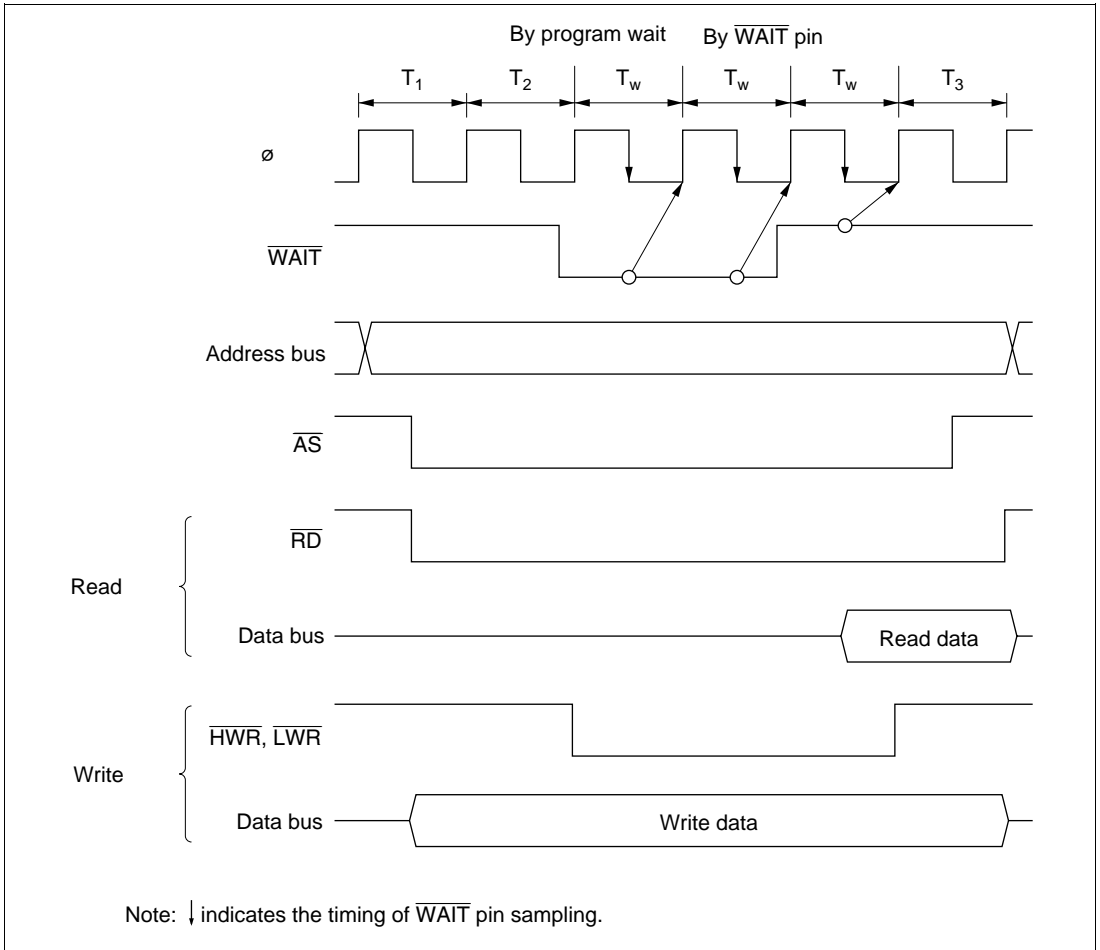 By program wait By WAIT pin
T1 T2 Tw Tw Tw T3
ø
WAIT
Address bus
AS
RD
Read
Data bus Read data
HWR, LWR
Write
Data bus Write data
Note: ↓ indicates the timing of WAIT pin sampling.